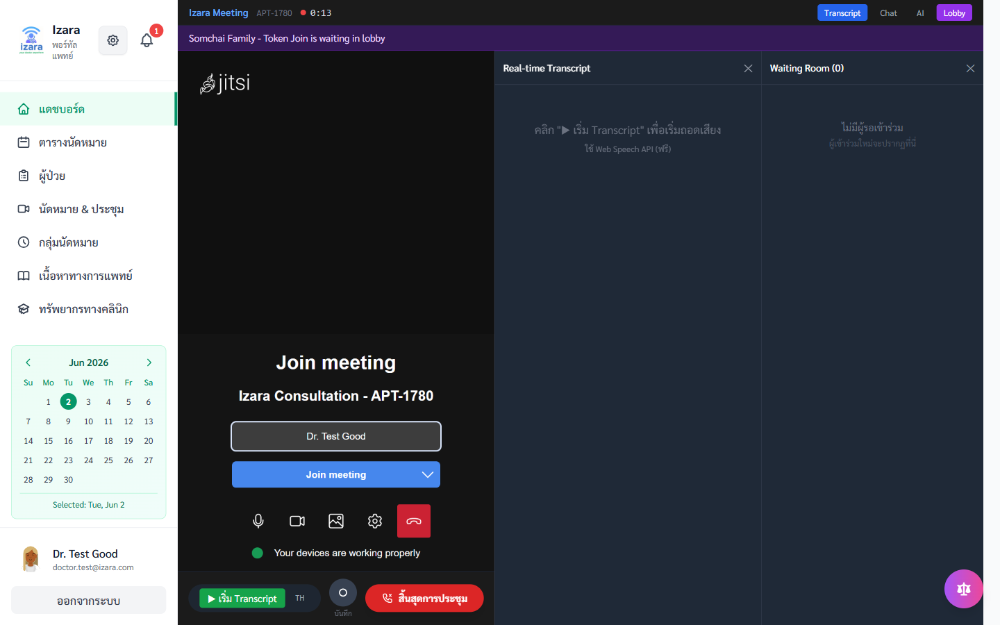 izara
Izara
พอร์ทัล
แพทย์
1
แดชบอร์ด
ตารางนัดหมาย
ผู้ป่วย
นัดหมาย & ประชุม
กลุ่มนัดหมาย
เนื้อหาทางการแพทย์
ทรัพยากรทางคลินิก
Jun 2026
Su Mo Tu We Th Fr Sa
1 2 3 4 5 6
7 8 9 10 11 12 13
14 15 16 17 18 19 20
21 22 23 24 25 26 27
28 29 30
Selected: Tue, Jun 2
Dr. Test Good
doctor.test@izara.com
ออกจากระบบ
Izara Meeting APT-1780 0:13
Transcript Chat AI Lobby
Somchai Family - Token Join is waiting in lobby
jitsi
Join meeting
Izara Consultation - APT-1780
Dr. Test Good
Join meeting
Your devices are working properly
▶ เริ่ม Transcript TH
บันทึก
สิ้นสุดการประชุม
Real-time Transcript
คลิก "▶ เริ่ม Transcript" เพื่อเริ่มถอดเสียง
ใช้ Web Speech API (ฟรี)
Waiting Room (0)
ไม่มีผู้รอเข้าร่วม
ผู้เข้าร่วมใหม่จะปรากฏที่นี่